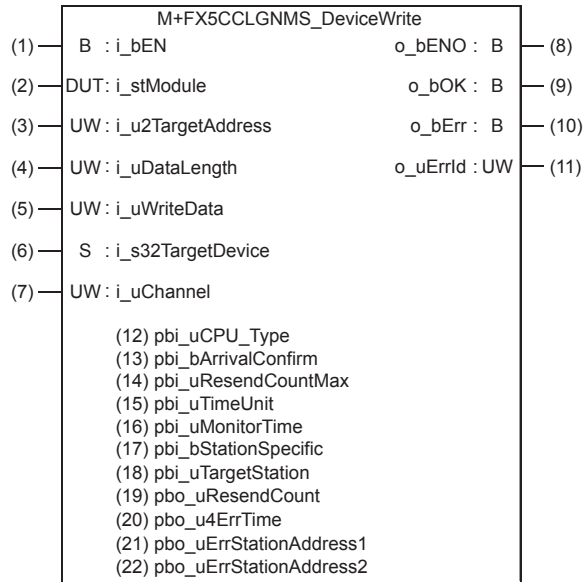 M+FX5CCLGNMS_DeviceWrite
(1) B : i_bEN o_bENO : B (8)
(2) DUT: i_stModule o_bOK : B (9)
(3) UW : i_u2TargetAddress o_bErr : B (10)
(4) UW : i_uDataLength o_uErrId : UW (11)
(5) UW : i_uWriteData
(6) S : i_s32TargetDevice
(7) UW : i_uChannel
(12) pbi_uCPU_Type
(13) pbi_bArrivalConfirm
(14) pbi_uResendCountMax
(15) pbi_uTimeUnit
(16) pbi_uMonitorTime
(17) pbi_bStationSpecific
(18) pbi_uTargetStation
(19) pbo_uResendCount
(20) pbo_u4ErrTime
(21) pbo_uErrStationAddress1
(22) pbo_uErrStationAddress2